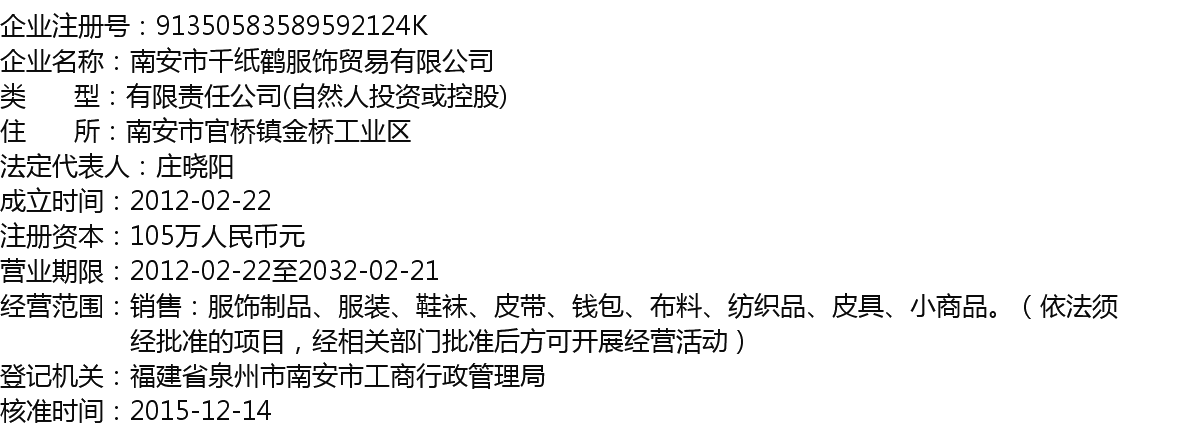 企业注册号：91350583589592124K
企业名称：南安市千纸鹤服饰贸易有限公司
类　　型：有限责任公司(自然人投资或控股)
住　　所：南安市官桥镇金桥工业区
法定代表人：庄晓阳
成立时间：2012-02-22
注册资本：105万人民币元
营业期限：2012-02-22至2032-02-21
经营范围：销售：服饰制品、服装、鞋袜、皮带、钱包、布料、纺织品、皮具、小商品。（依法须
经批准的项目，经相关部门批准后方可开展经营活动）
登记机关：福建省泉州市南安市工商行政管理局
核准时间：2015-12-14